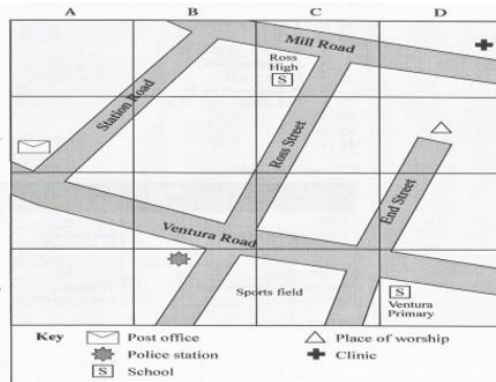 A B C D
Mill Road
Ross
High
S
Station Road
Ross Street
End Street
Ventura Road
Sports field
S
Ventura
Primary
Key
Post office
Place of worship
Police station
Clinic
S School